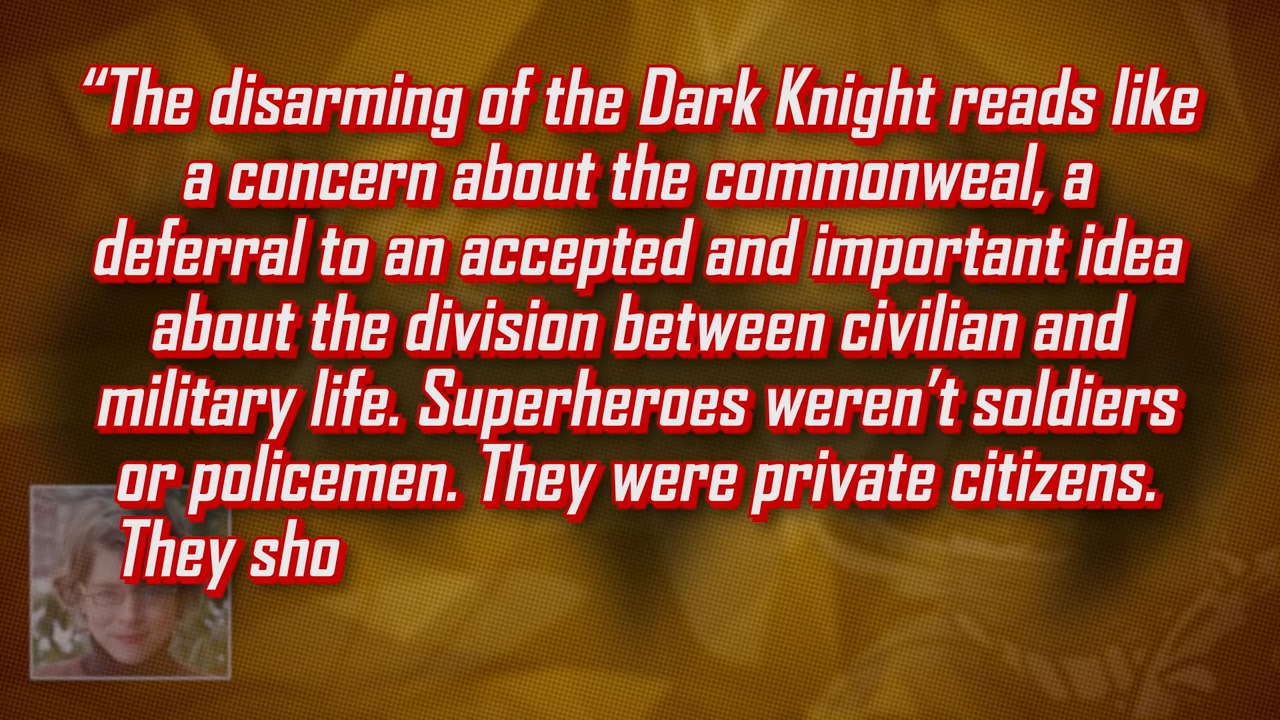 “The disarming of the Dark Knight reads like
a concern about the commonweal, a
deferral to an accepted and important idea
about the division between civilian and
military life. Superheroes weren’t soldiers
or policemen. They were private citizens.
They sho